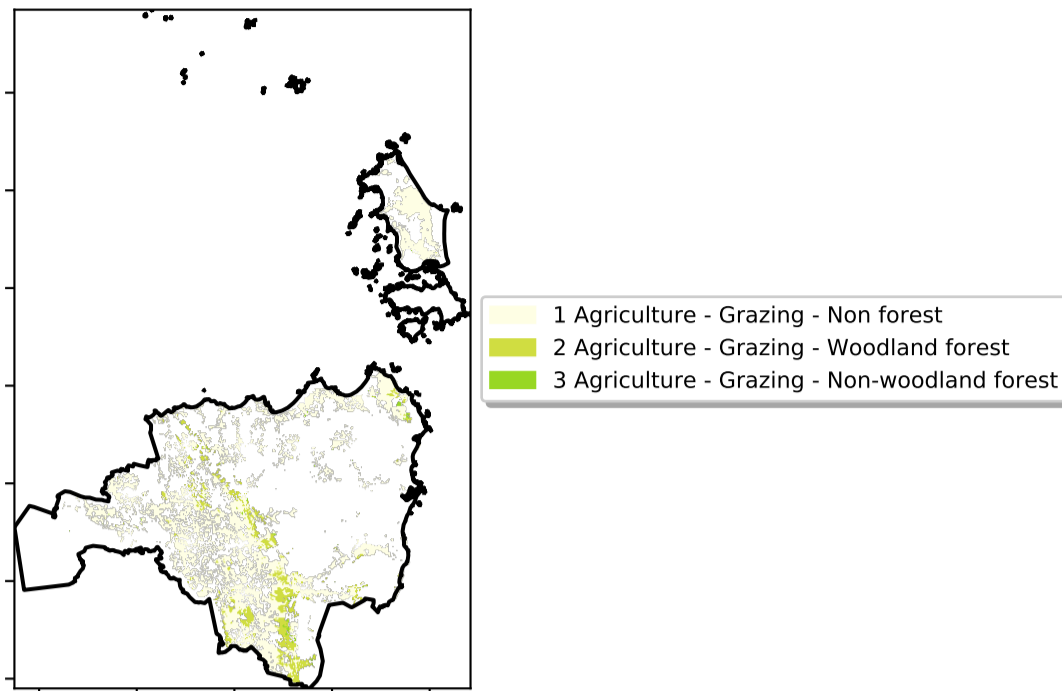 1 Agriculture - Grazing - Non forest
2 Agriculture - Grazing - Woodland forest
3 Agriculture - Grazing - Non-woodland forest